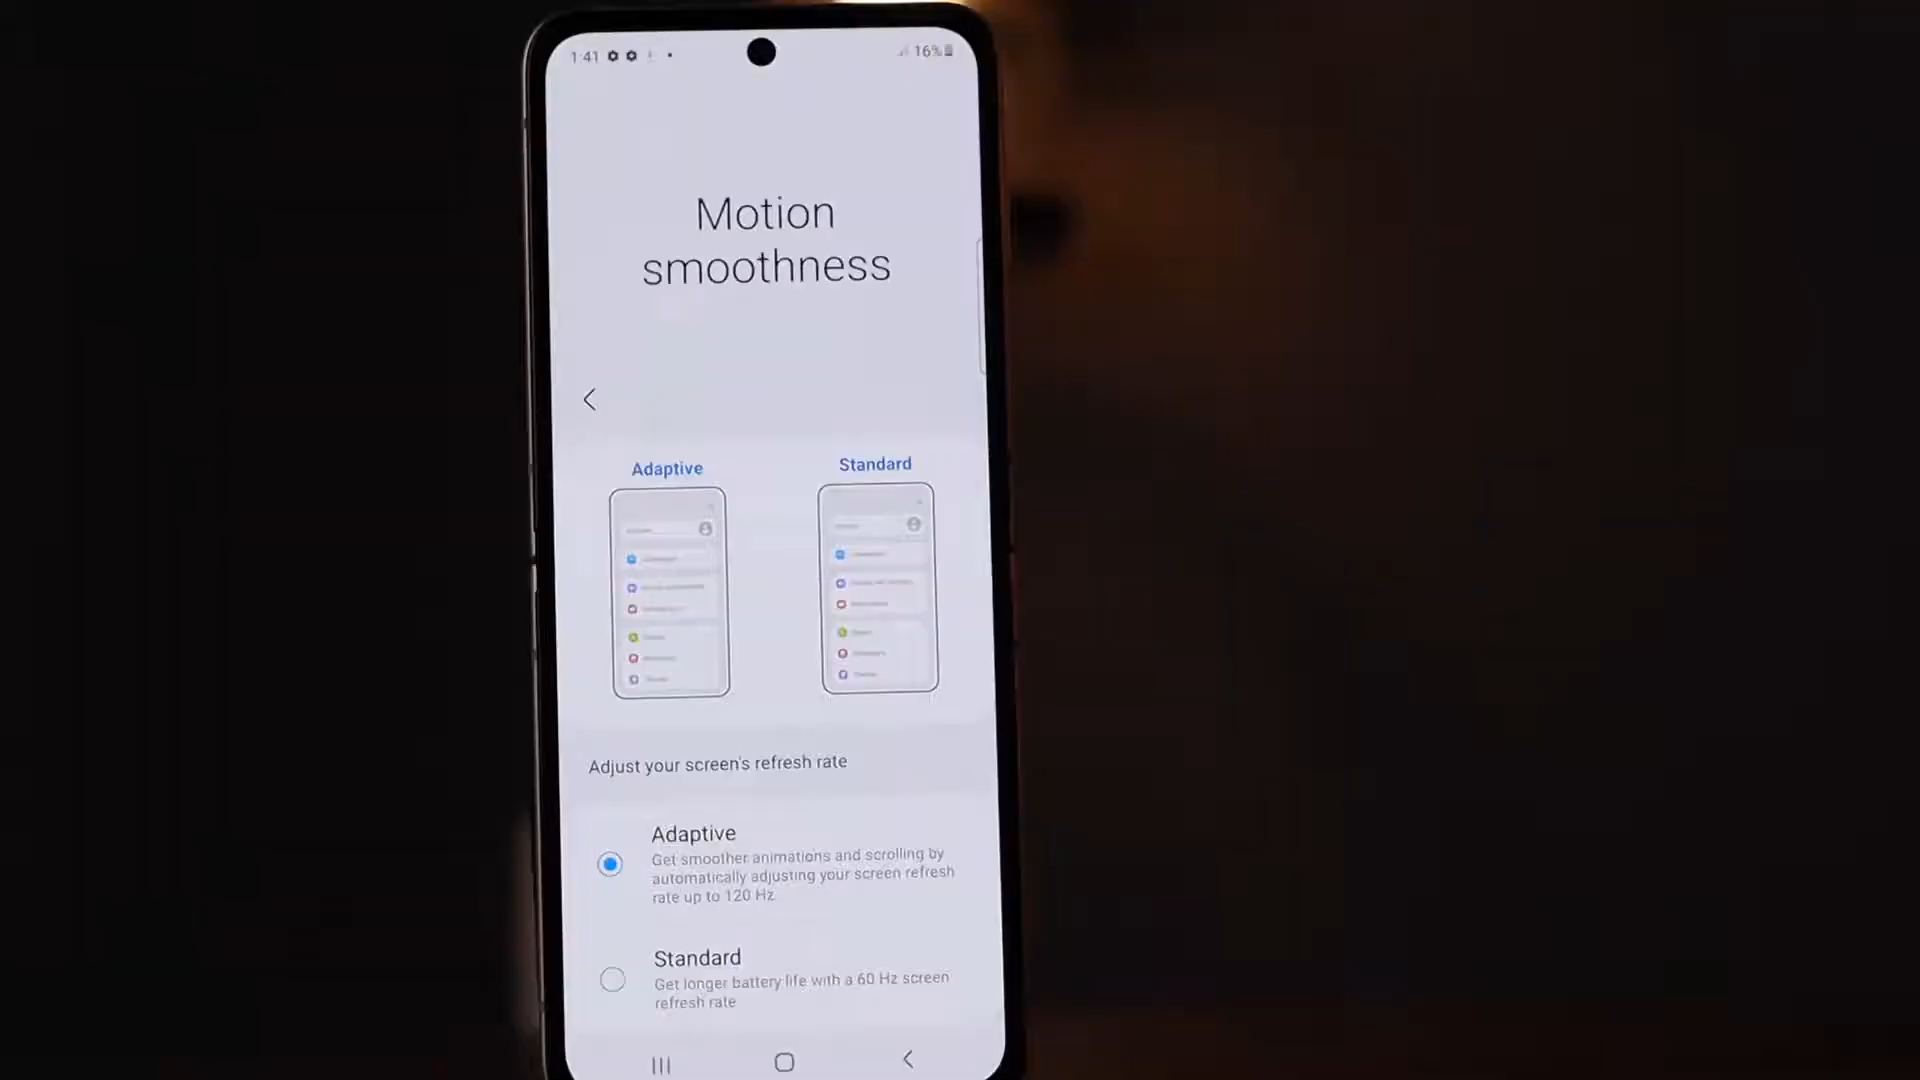 1:41
16%
Motion
smoothness
Adaptive
Standard
Adjust your screen's refresh rate
Adaptive
Get smoother animations and scrolling by
automatically adjusting your screen refresh
rate up to 120 Hz
Standard
Get longer battery life with a 60 Hz screen
refresh rate